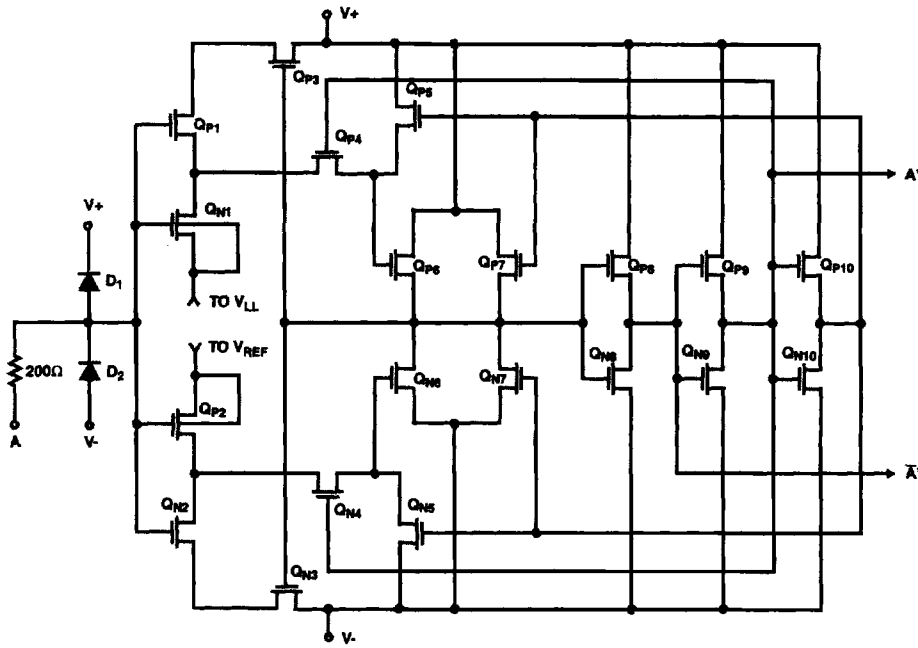 V+
QP3
QP5
QP1
QP4
A'
QN1
V+
QP6
QP7
QP8
QP9
QP10
D1
TO VLL
TO VREF
200Ω
D2
QN6
QN7
QN8
QN9
QN10
QP2
A
V-
A̅'
QN2
QN4
QN5
QN3
V-